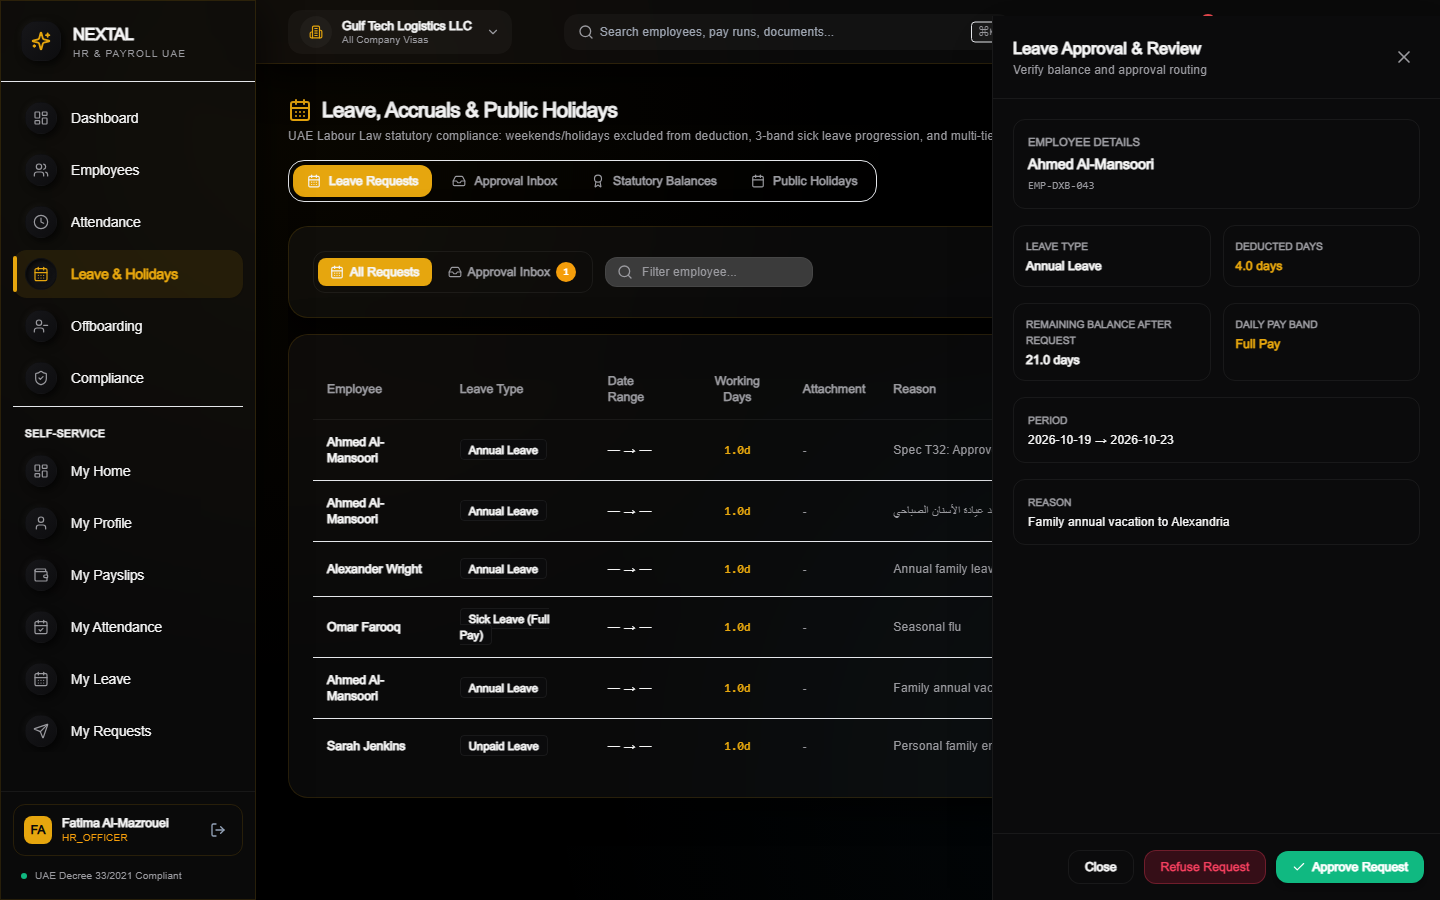 NEXTAL
HR & PAYROLL UAE
Dashboard
Employees
Attendance
Leave & Holidays
Offboarding
Compliance
SELF-SERVICE
My Home
My Profile
My Payslips
My Attendance
My Leave
My Requests
FA
Fatima Al-Mazrouei
HR_OFFICER
UAE Decree 33/2021 Compliant
Gulf Tech Logistics LLC
All Company Visas
Search employees, pay runs, documents...
Leave, Accruals & Public Holidays
UAE Labour Law statutory compliance: weekends/holidays excluded from deduction, 3-band sick leave progression, and multi-tie
Leave Requests
Approval Inbox
Statutory Balances
Public Holidays
All Requests
Approval Inbox 1
Filter employee...
Employee
Leave Type
Date
Range
Working
Days
Attachment
Reason
Ahmed Al-
Mansoori
Annual Leave
— → —
1.0d
-
Spec T32: Approv
Ahmed Al-
Mansoori
Annual Leave
— → —
1.0d
-
عيادة الأسنان الصباحي
Alexander Wright
Annual Leave
— → —
1.0d
-
Annual family leav
Omar Farooq
Sick Leave (Full
Pay)
— → —
1.0d
-
Seasonal flu
Ahmed Al-
Mansoori
Annual Leave
— → —
1.0d
-
Family annual vac
Sarah Jenkins
Unpaid Leave
— → —
1.0d
-
Personal family er
Leave Approval & Review
Verify balance and approval routing
EMPLOYEE DETAILS
Ahmed Al-Mansoori
EMP-DXB-043
LEAVE TYPE
Annual Leave
DEDUCTED DAYS
4.0 days
REMAINING BALANCE AFTER
REQUEST
21.0 days
DAILY PAY BAND
Full Pay
PERIOD
2026-10-19 → 2026-10-23
REASON
Family annual vacation to Alexandria
Close
Refuse Request
Approve Request